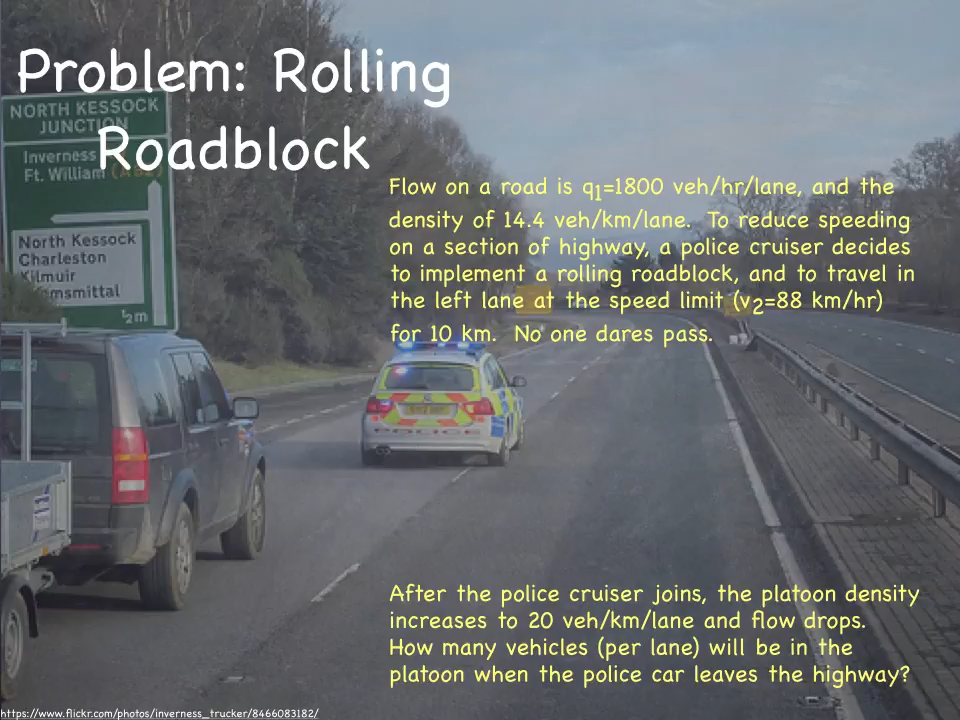 Problem: Rolling
Roadblock
NORTH KESSOCK
JUNCTION
Inverness
Ft. William (A82)
North Kessock
Charleston
Kilmuir
½m
Flow on a road is q1=1800 veh/hr/lane, and the
density of 14.4 veh/km/lane. To reduce speeding
on a section of highway, a police cruiser decides
to implement a rolling roadblock, and to travel in
the left lane at the speed limit (v2=88 km/hr)
for 10 km. No one dares pass.
After the police cruiser joins, the platoon density
increases to 20 veh/km/lane and flow drops.
How many vehicles (per lane) will be in the
platoon when the police car leaves the highway?
https://www.flickr.com/photos/inverness_trucker/8466083182/